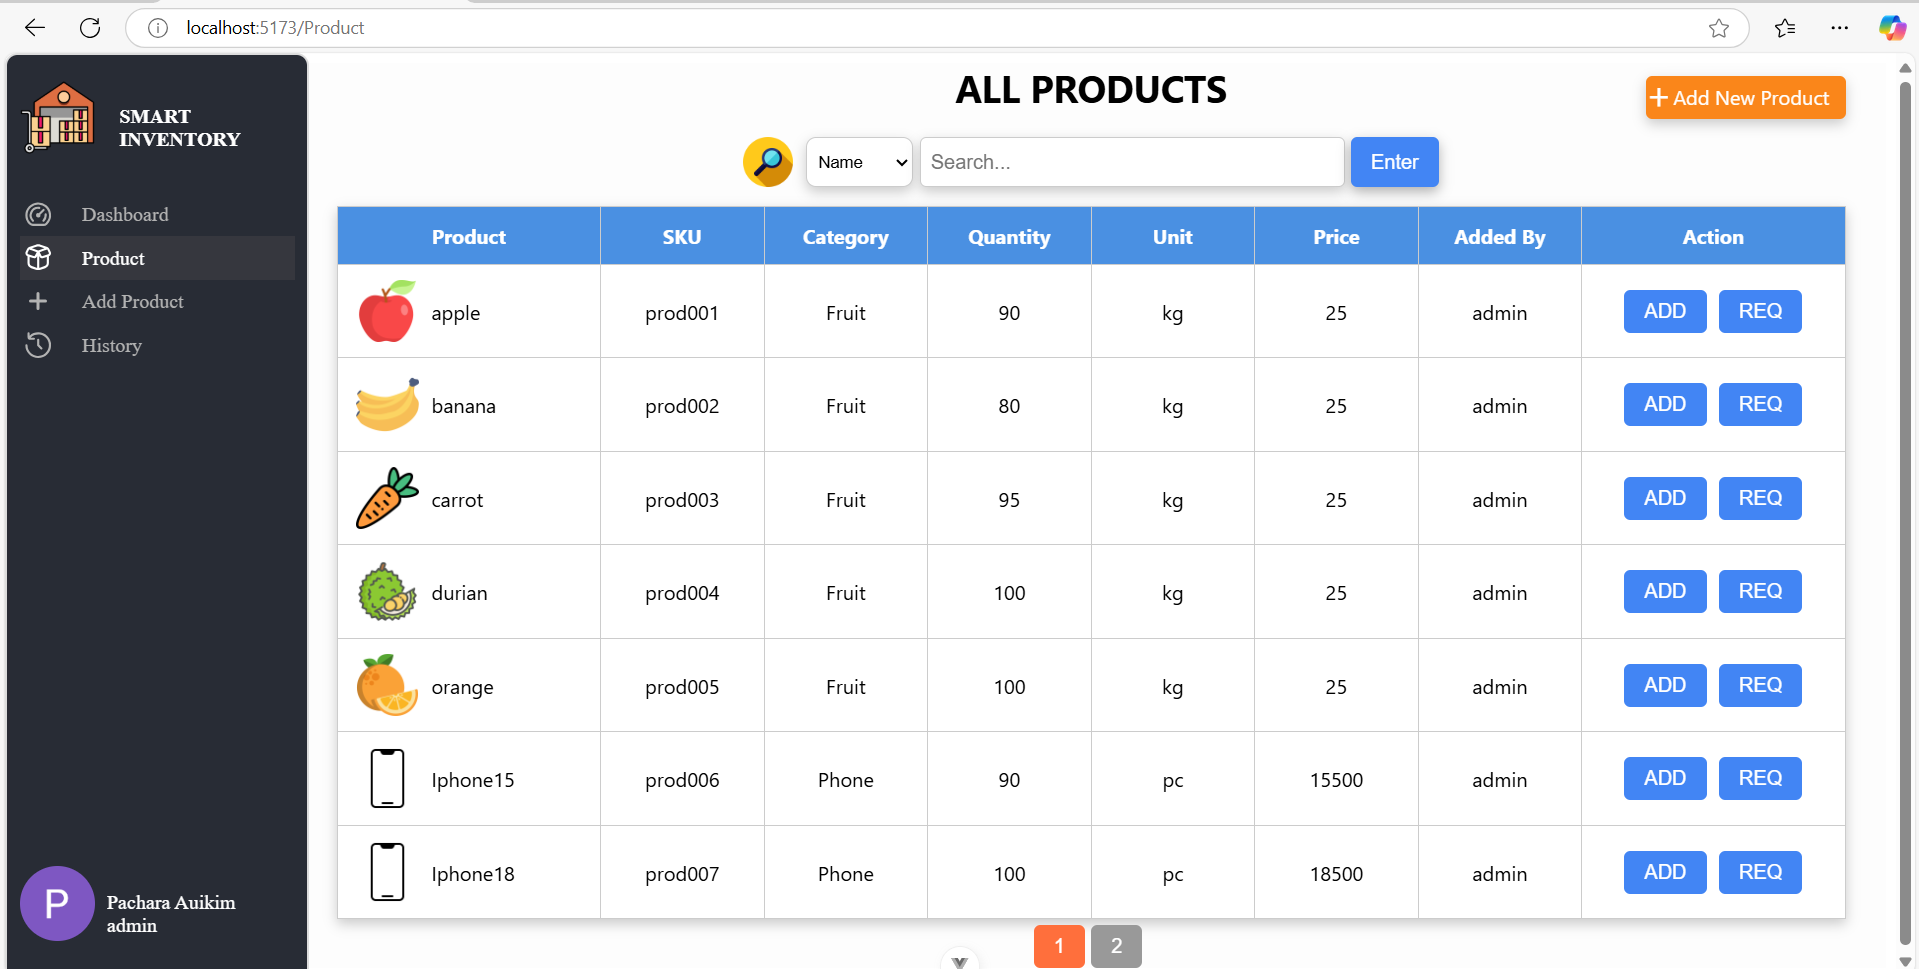 localhost:5173/Product
SMART
INVENTORY
Dashboard
Product
Add Product
History
Pachara Auikim
admin
P
ALL PRODUCTS
Add New Product
Name
Search...
Enter
Product SKU Category Quantity Unit Price Added By Action
apple prod001 Fruit 90 kg 25 admin ADD REQ
banana prod002 Fruit 80 kg 25 admin ADD REQ
carrot prod003 Fruit 95 kg 25 admin ADD REQ
durian prod004 Fruit 100 kg 25 admin ADD REQ
orange prod005 Fruit 100 kg 25 admin ADD REQ
Iphone15 prod006 Phone 90 pc 15500 admin ADD REQ
Iphone18 prod007 Phone 100 pc 18500 admin ADD REQ
1 2